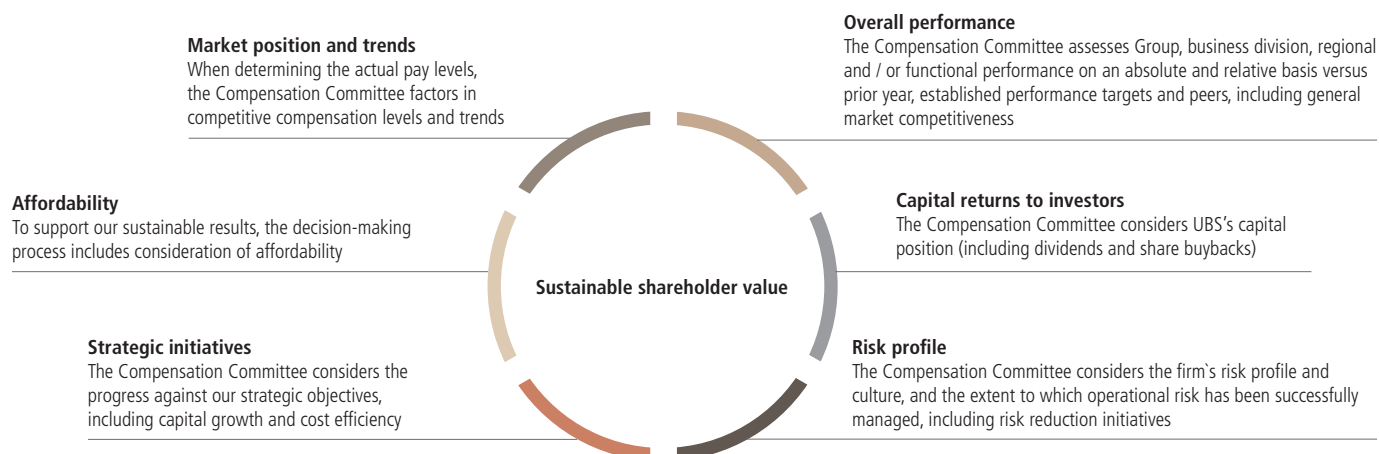 Market position and trends
When determining the actual pay levels,
the Compensation Committee factors in
competitive compensation levels and trends
Overall performance
The Compensation Committee assesses Group, business division, regional
and / or functional performance on an absolute and relative basis versus
prior year, established performance targets and peers, including general
market competitiveness
Affordability
To support our sustainable results, the decision-making
process includes consideration of affordability
Capital returns to investors
The Compensation Committee considers UBS's capital
position (including dividends and share buybacks)
Sustainable shareholder value
Strategic initiatives
The Compensation Committee considers the
progress against our strategic objectives,
including capital growth and cost efficiency
Risk profile
The Compensation Committee considers the firm`s risk profile and
culture, and the extent to which operational risk has been successfully
managed, including risk reduction initiatives